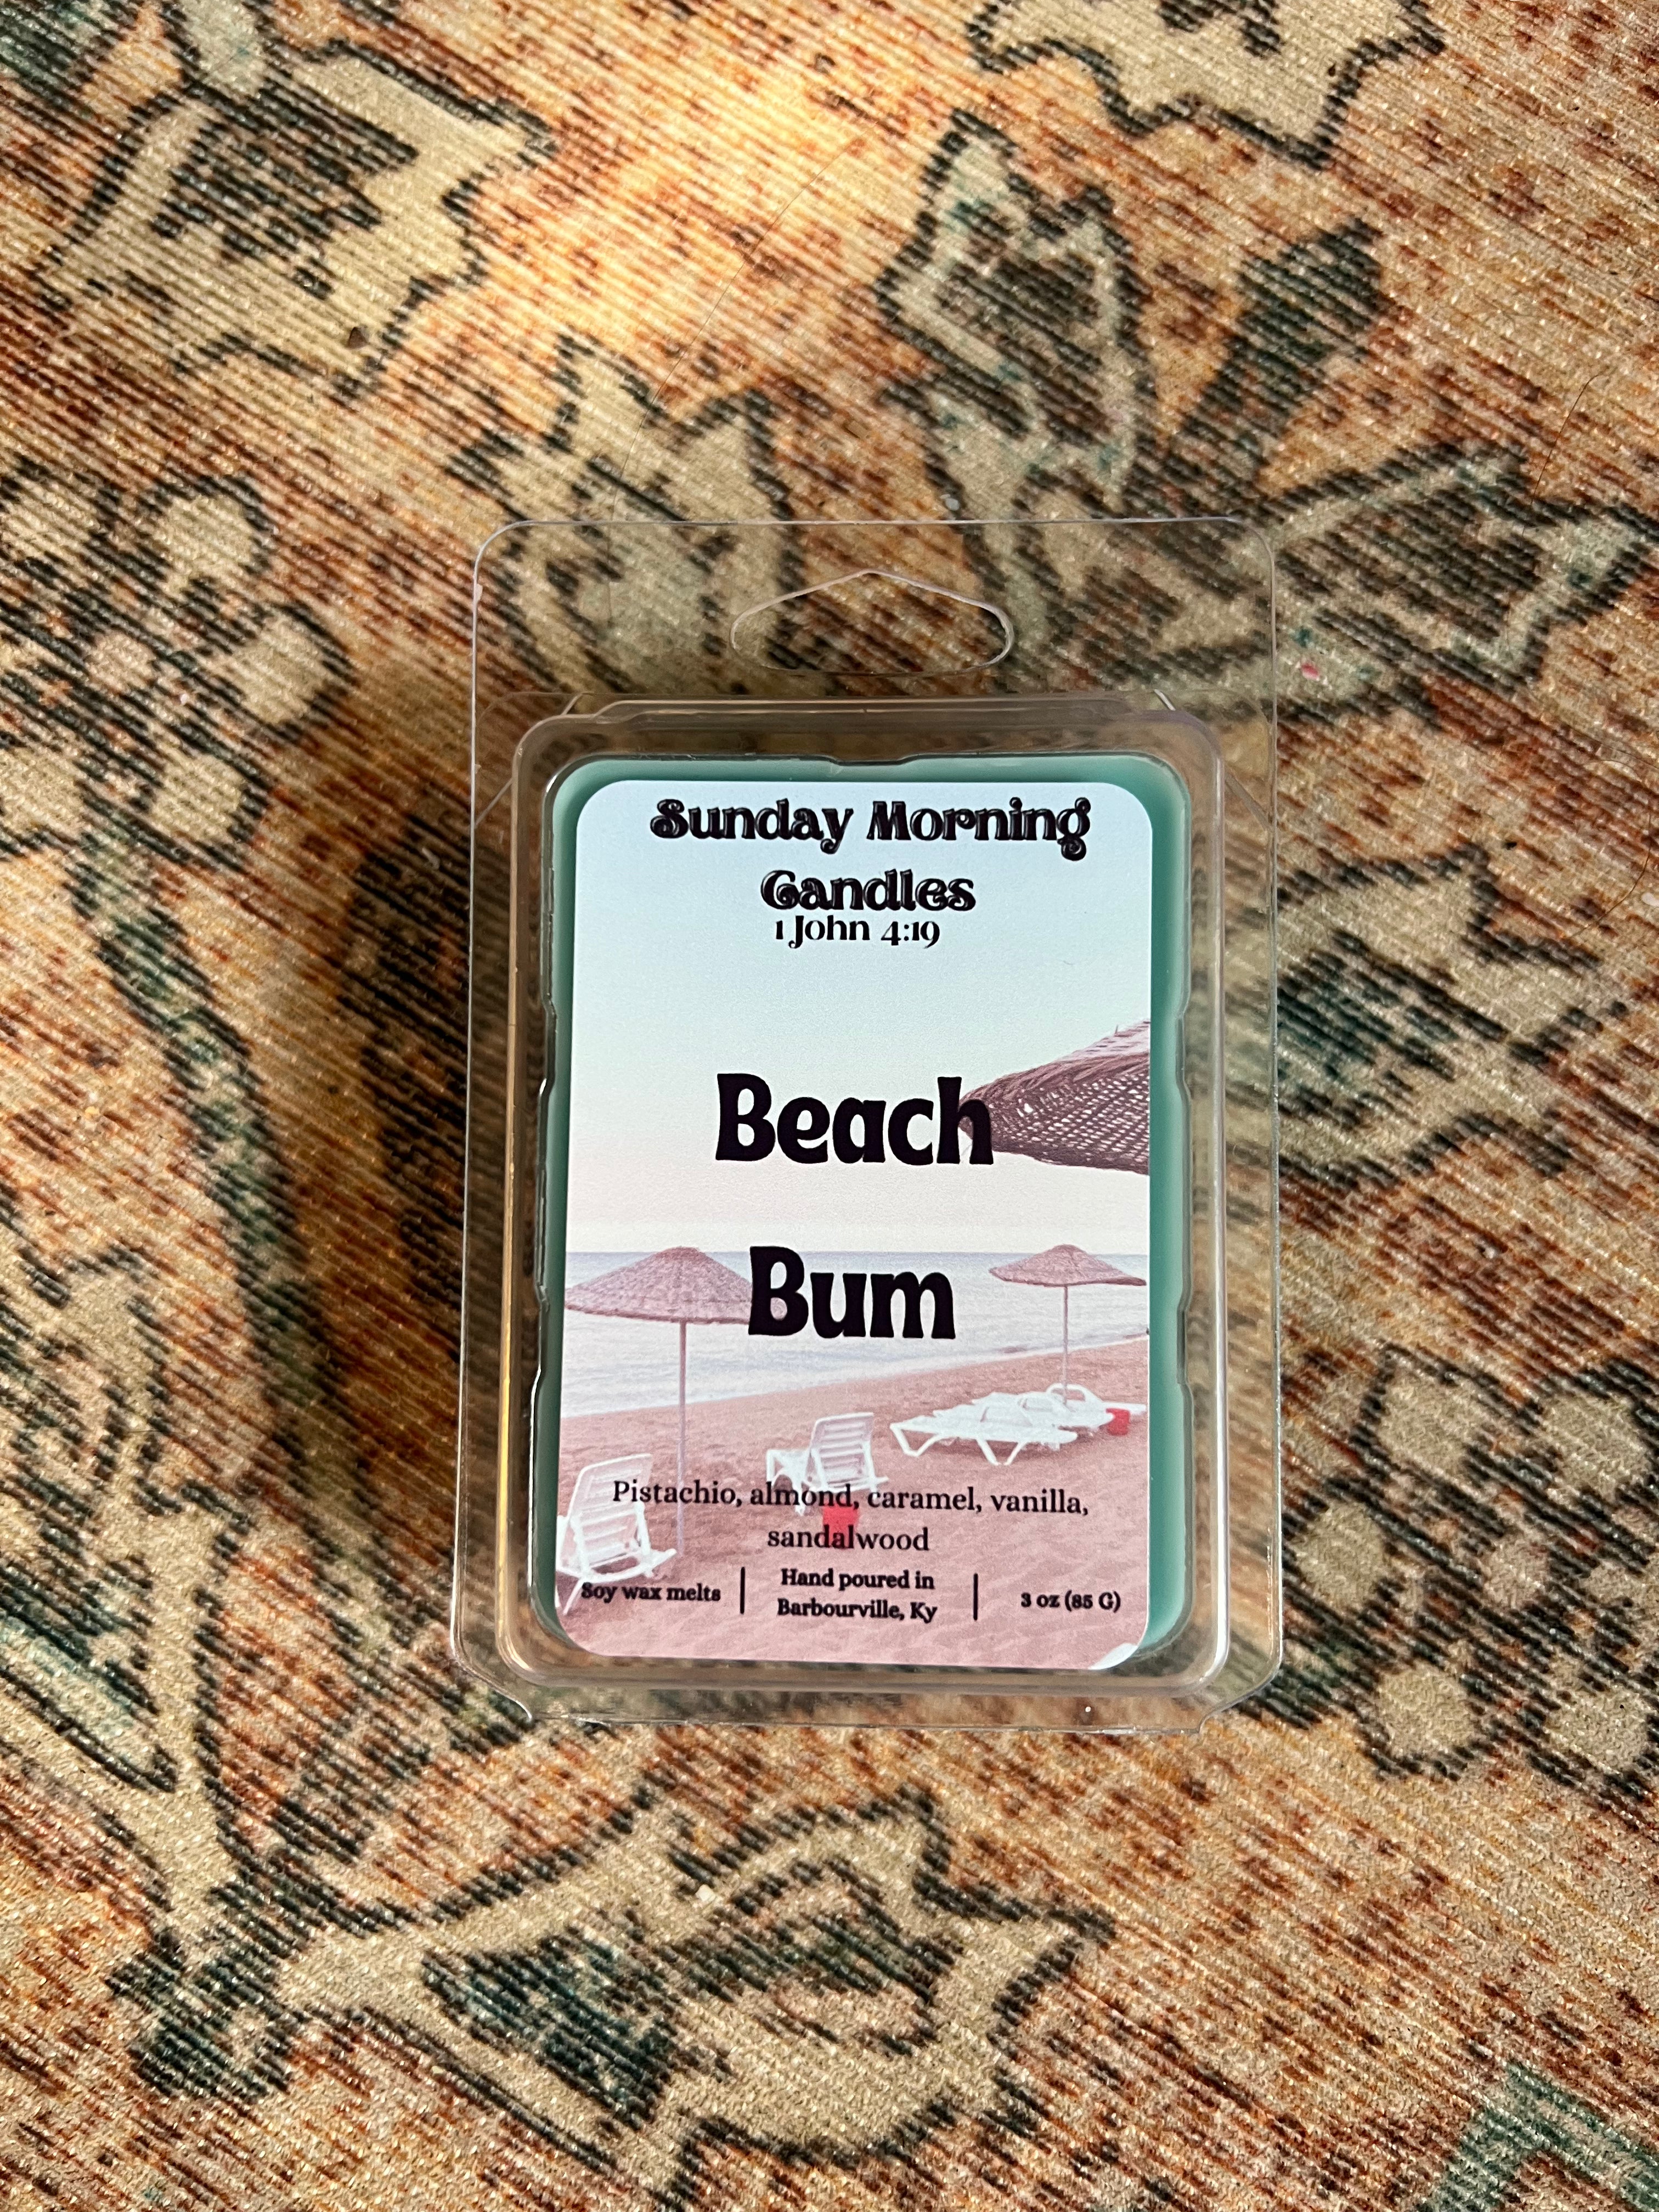 Sunday Morning
Candles
1 John 4:19
Beach
Bum
Pistachio, almond, caramel, vanilla,
sandalwood
Soy wax melts
Hand poured in
Barbourville, Ky
3 oz (85 G)